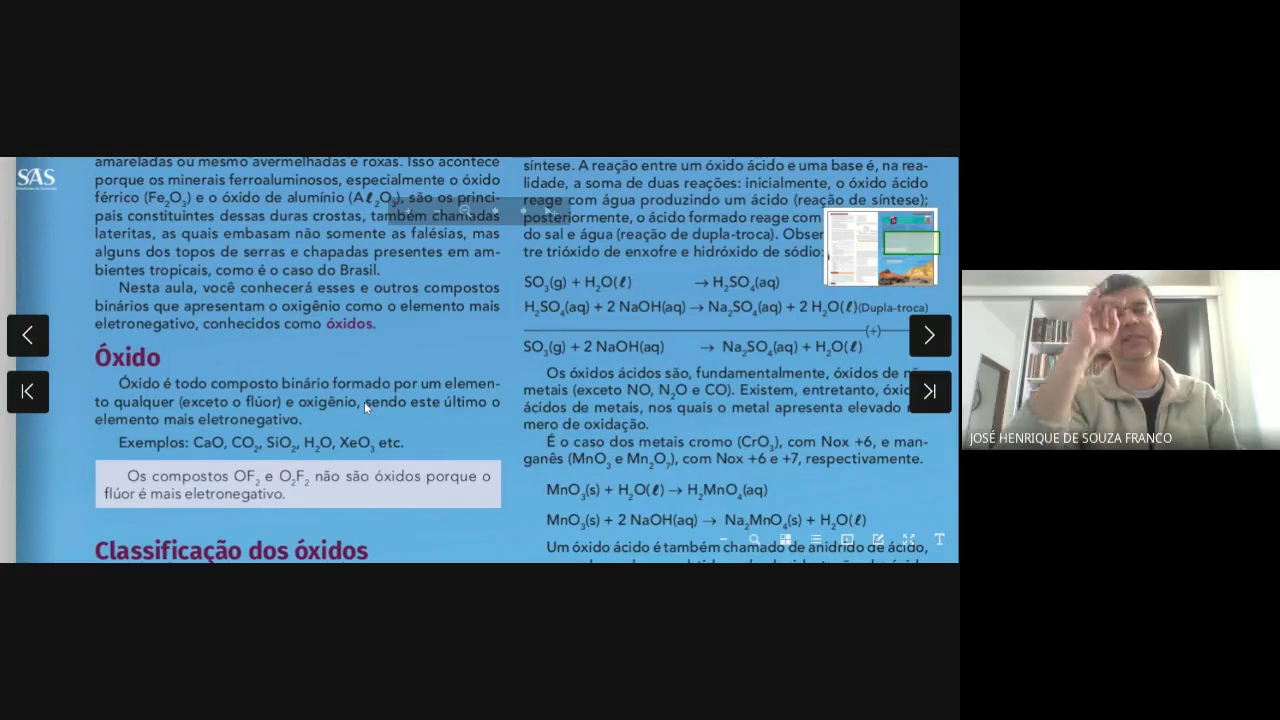 SAS
amareladas ou mesmo avermelhadas e roxas. Isso acontece
porque os minerais ferroaluminosos, especialmente o óxido
férrico (Fe₂O₃) e o óxido de alumínio (Aℓ₂O₃), são os princi-
pais constituintes dessas duras crostas, também chamadas
lateritas, as quais embasam não somente as falésias, mas
alguns dos topos de serras e chapadas presentes em am-
bientes tropicais, como é o caso do Brasil.
Nesta aula, você conhecerá esses e outros compostos
binários que apresentam o oxigênio como o elemento mais
eletronegativo, conhecidos como óxidos.
Óxido
Óxido é todo composto binário formado por um elemen-
to qualquer (exceto o flúor) e oxigênio, sendo este último o
elemento mais eletronegativo.
Exemplos: CaO, CO₂, SiO₂, H₂O, XeO₃ etc.
Os compostos OF₂ e O₂F₂ não são óxidos porque o
flúor é mais eletronegativo.
Classificação dos óxidos
síntese. A reação entre um óxido ácido e uma base é, na rea-
lidade, a soma de duas reações: inicialmente, o óxido ácido
reage com água produzindo um ácido (reação de síntese);
posteriormente, o ácido formado reage com
do sal e água (reação de dupla-troca).
tre trióxido de enxofre e hidróxido de sódio:
SO₃(g) + H₂O(ℓ) → H₂SO₄(aq)
H₂SO₄(aq) + 2 NaOH(aq) → Na₂SO₄(aq) + 2 H₂O(ℓ) (Dupla-troca)
(+)
SO₃(g) + 2 NaOH(aq) → Na₂SO₄(aq) + H₂O(ℓ)
Os óxidos ácidos são, fundamentalmente, óxidos de
metais (exceto NO, N₂O e CO). Existem, entretanto,
ácidos de metais, nos quais o metal apresenta elevado
mero de oxidação.
É o caso dos metais cromo (CrO₃), com Nox +6, e man-
ganês (MnO₃ e Mn₂O₇), com Nox +6 e +7, respectivamente.
MnO₃(s) + H₂O(ℓ) → H₂MnO₄(aq)
MnO₃(s) + 2 NaOH(aq) → Na₂MnO₄(s) + H₂O(ℓ)
Um óxido ácido é também chamado de anidrido de ácido,
JOSÉ HENRIQUE DE SOUZA FRANCO